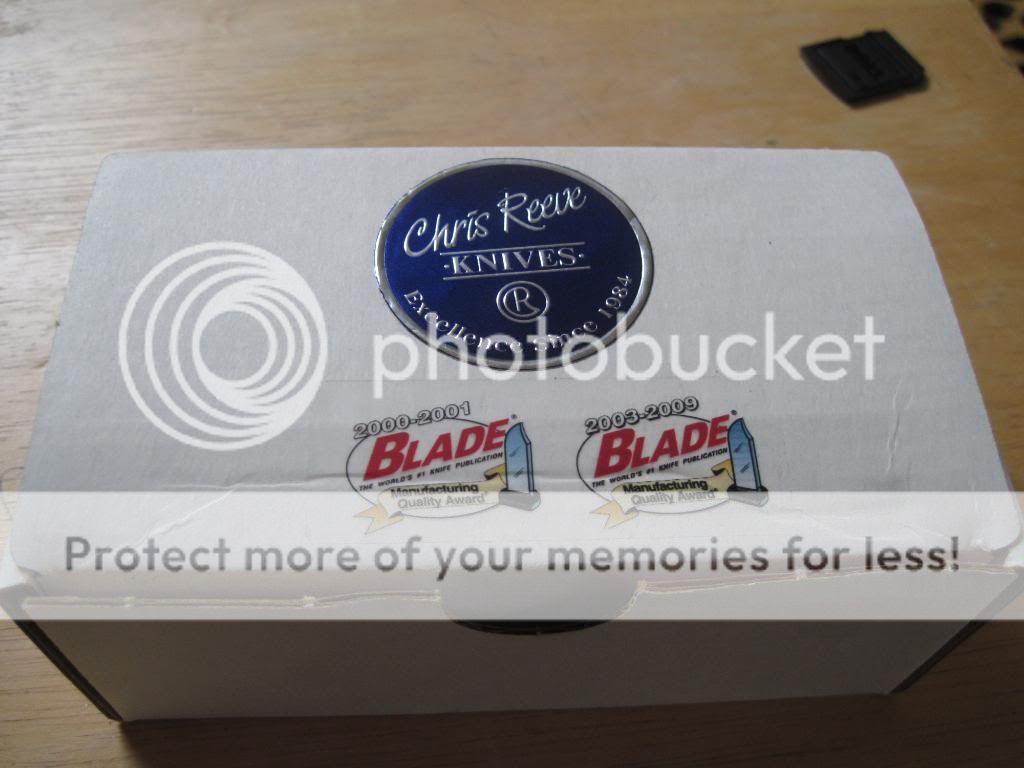 Chris Reeve
·KNIVES·
R
Excellence Since 1984
photobucket
2000-2001
BLADE®
THE WORLD'S #1 KNIFE PUBLICATION
Manufacturing
Quality Award
2003-2009
BLADE®
THE WORLD'S #1 KNIFE PUBLICATION
Manufacturing
Quality Award
Protect more of your memories for less!